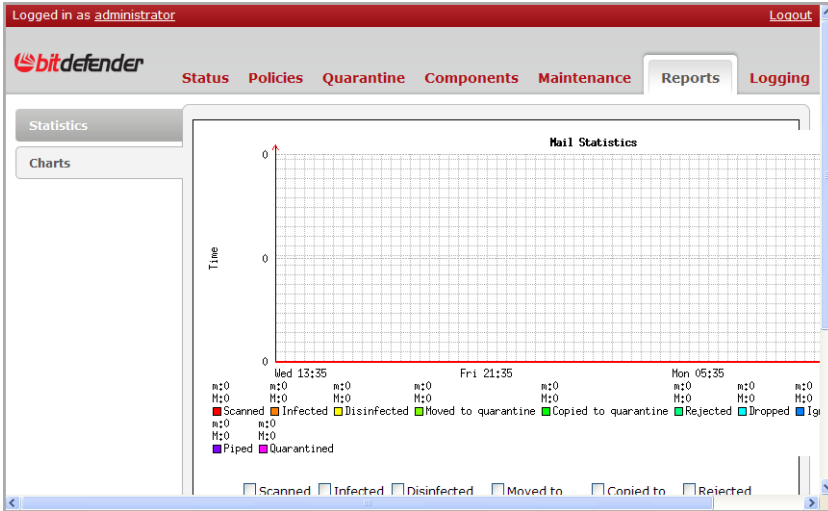 Logged in as administrator Logout
bitdefender
Status Policies Quarantine Components Maintenance Reports Logging
Statistics
Charts
Mail Statistics
0
Time
0
0
Wed 13:35 Fri 21:35 Mon 05:35
m:0 m:0 m:0 m:0 m:0 m:0 m:0 m:0
M:0 M:0 M:0 M:0 M:0 M:0 M:0 M:0
Scanned Infected Disinfected Moved to quarantine Copied to quarantine Rejected Dropped Ig
m:0 m:0
M:0 M:0
Piped Quarantined
Scanned Infected Disinfected Moved to Copied to Rejected